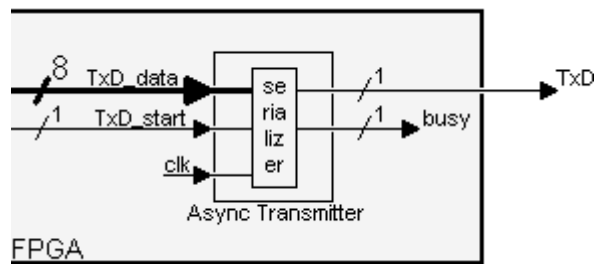 8
TxD_data
1
TxD
1
TxD_start
1
busy
clk
se
ria
liz
er
Async Transmitter
FPGA